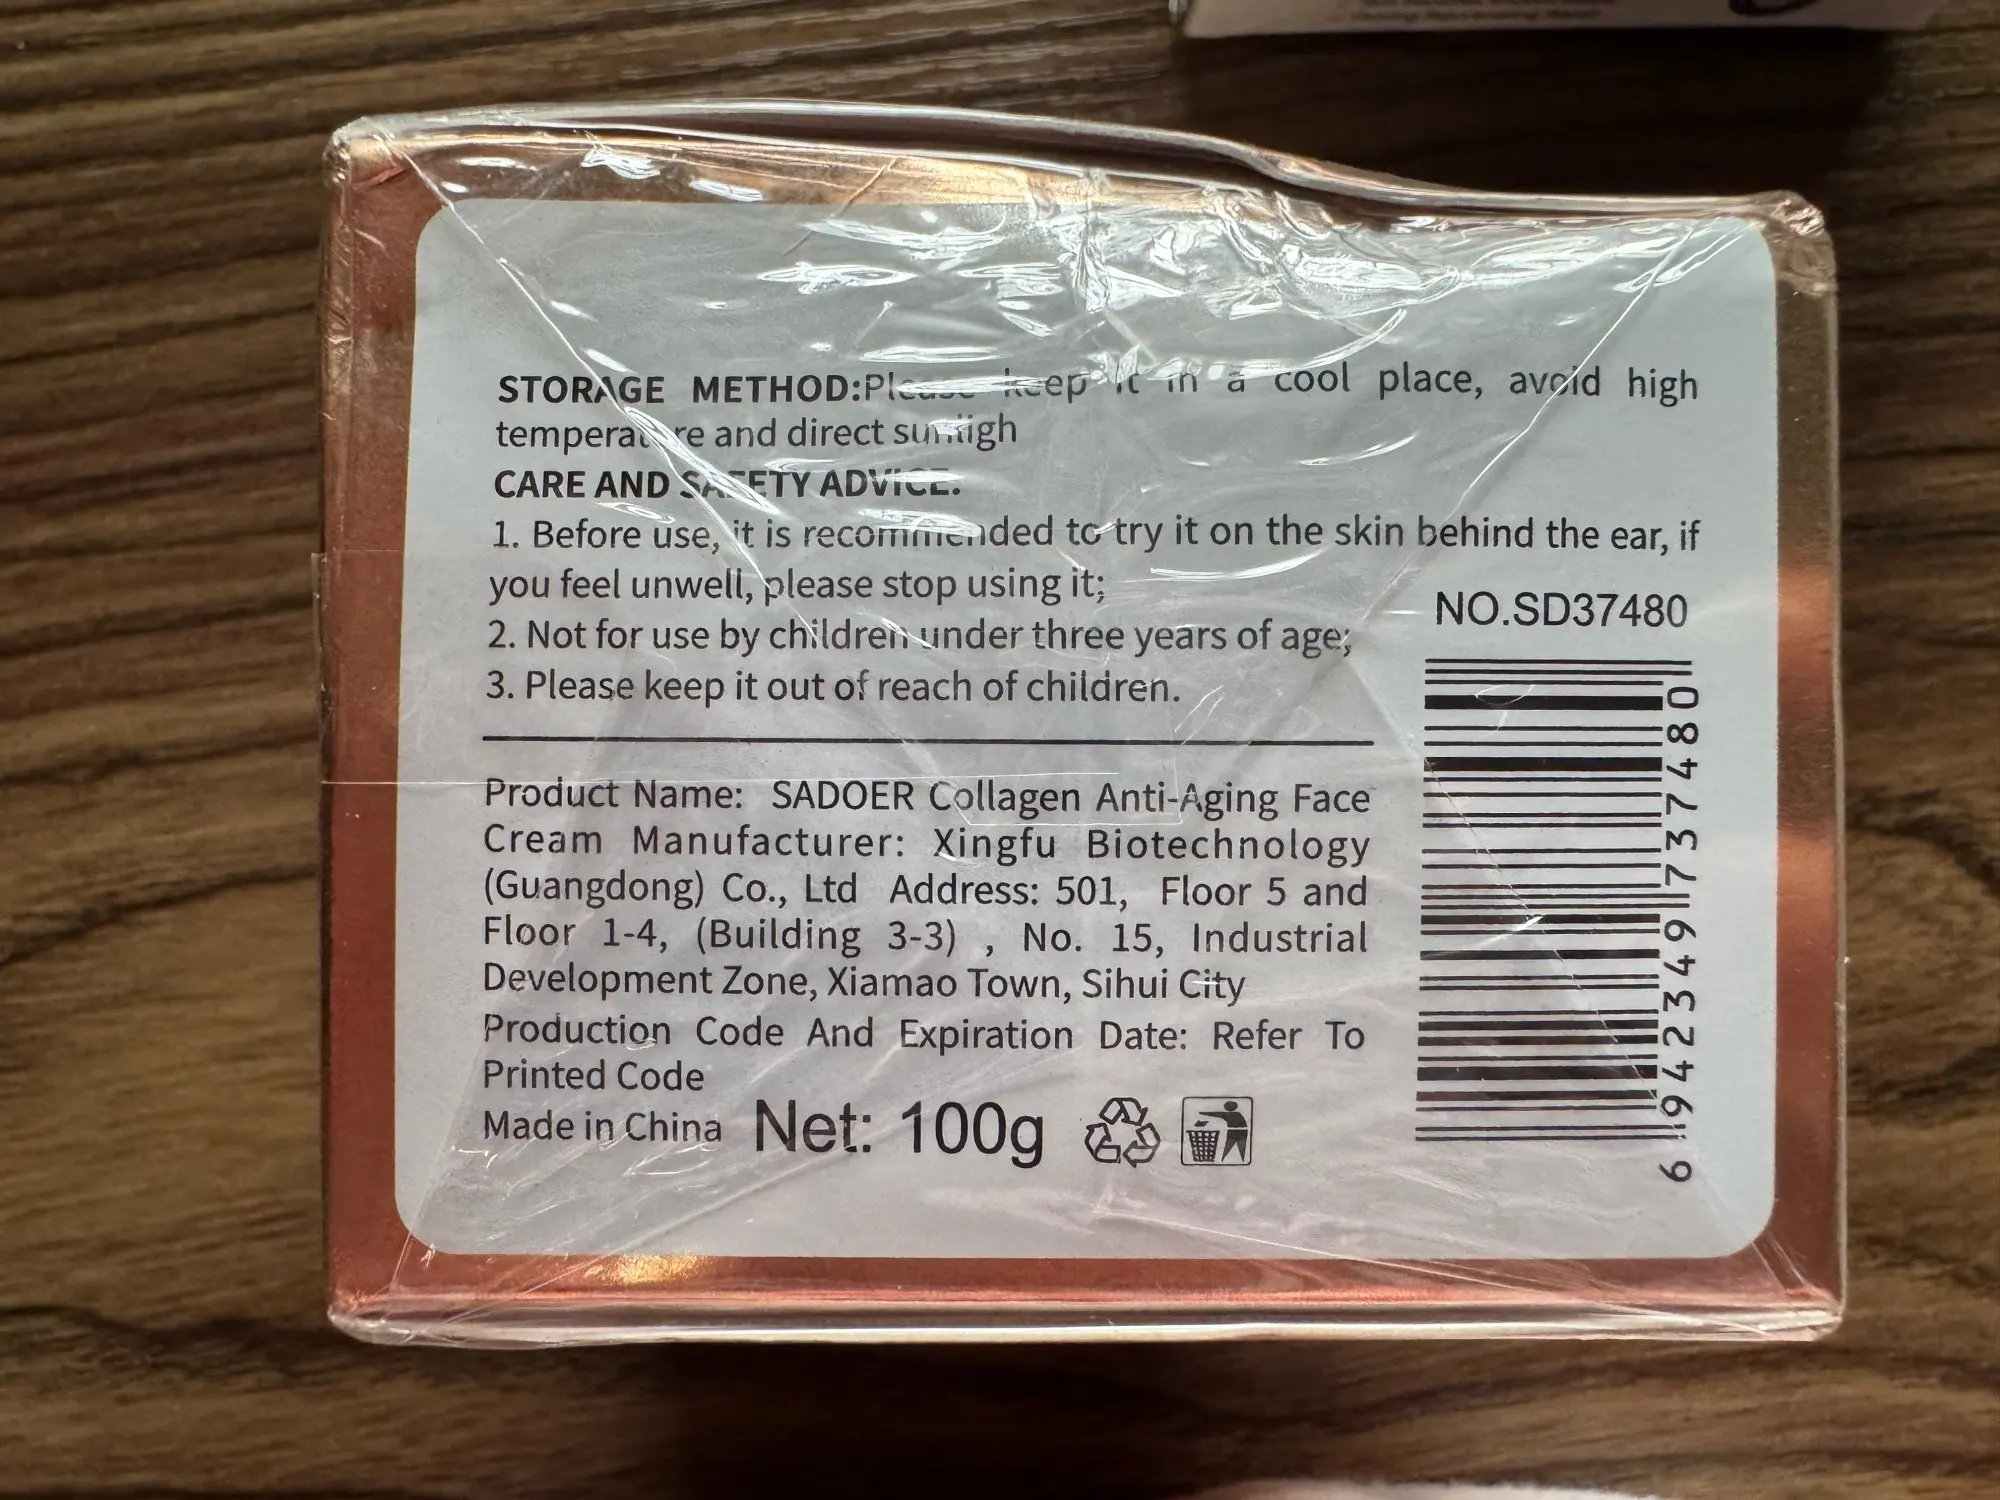 STORAGE METHOD:Please keep it in a cool place, avoid high
temperature and direct sunligh
CARE AND SAFETY ADVICE:
1. Before use, it is recommended to try it on the skin behind the ear, if
you feel unwell, please stop using it;
2. Not for use by children under three years of age;
3. Please keep it out of reach of children.
NO.SD37480
Product Name: SADOER Collagen Anti-Aging Face
Cream Manufacturer: Xingfu Biotechnology
(Guangdong) Co., Ltd Address: 501, Floor 5 and
Floor 1-4, (Building 3-3) , No. 15, Industrial
Development Zone, Xiamao Town, Sihui City
Production Code And Expiration Date: Refer To
Printed Code
Made in China Net: 100g
6 942349 737480